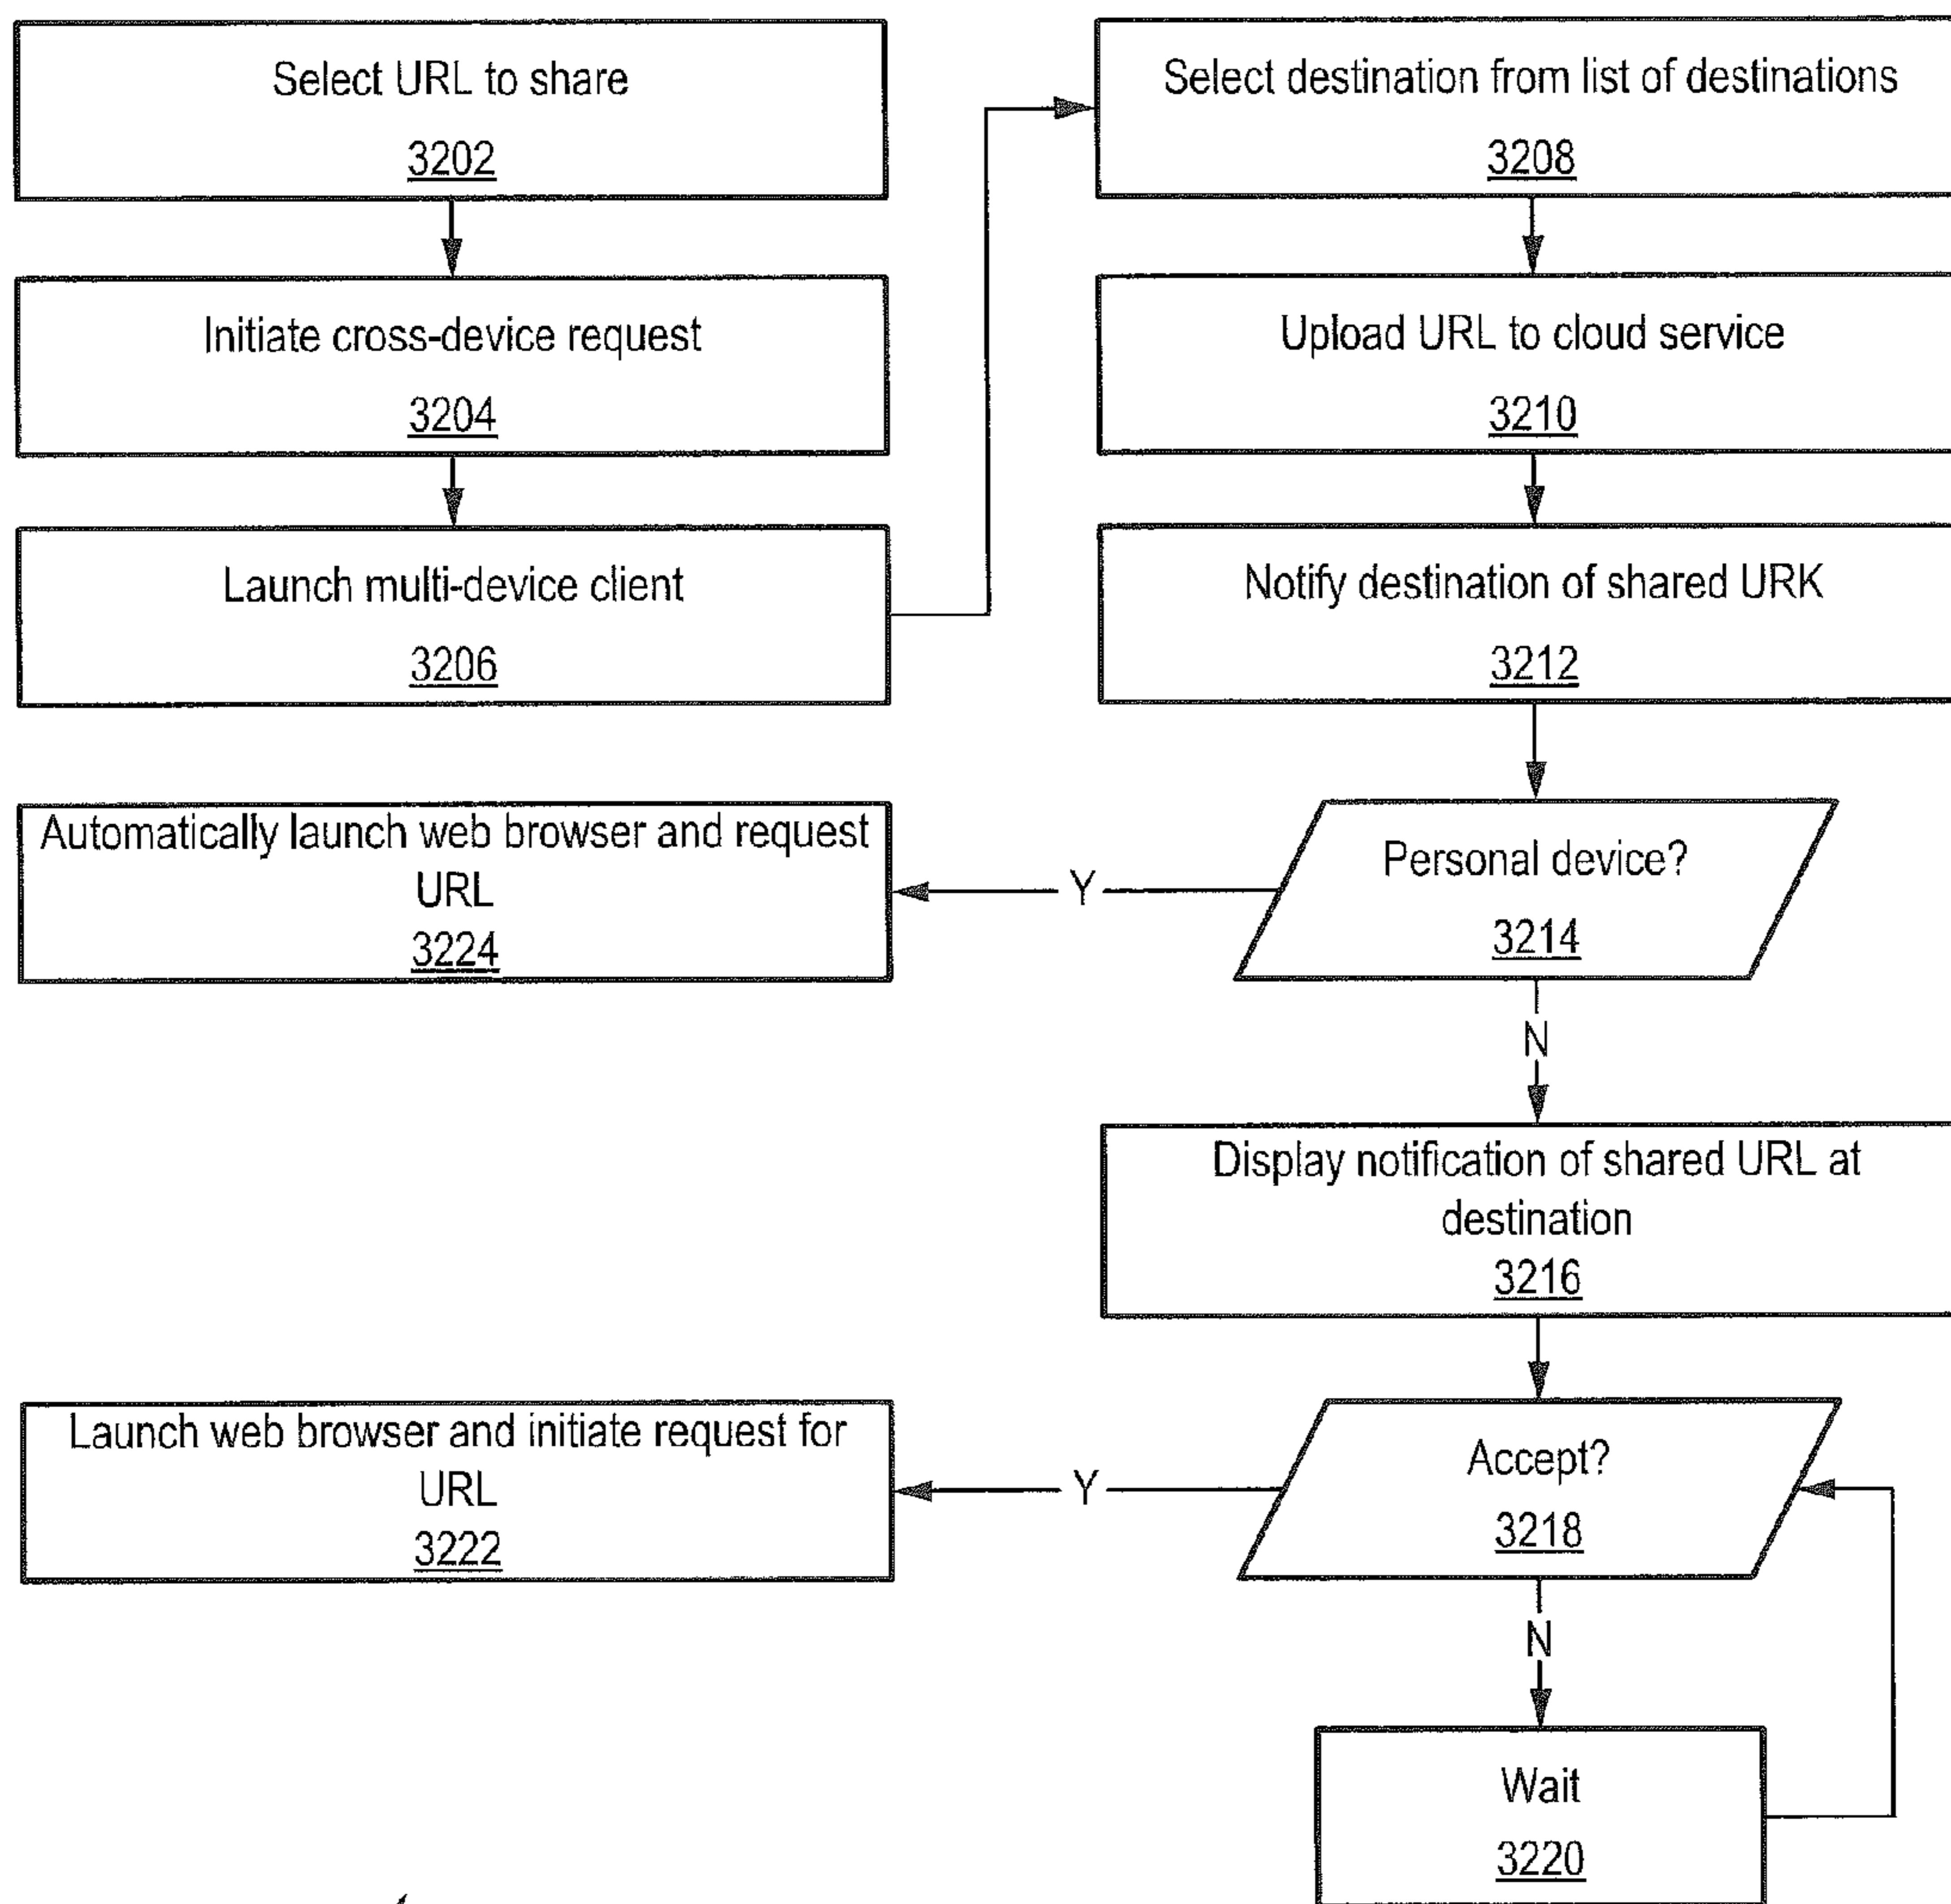 Select URL to share
3202
Initiate cross-device request
3204
Launch multi-device client
3206
Select destination from list of destinations
3208
Upload URL to cloud service
3210
Notify destination of shared URK
3212
Personal device?
3214
Y
Automatically launch web browser and request
URL
3224
N
Display notification of shared URL at
destination
3216
Accept?
3218
Y
Launch web browser and initiate request for
URL
3222
N
Wait
3220